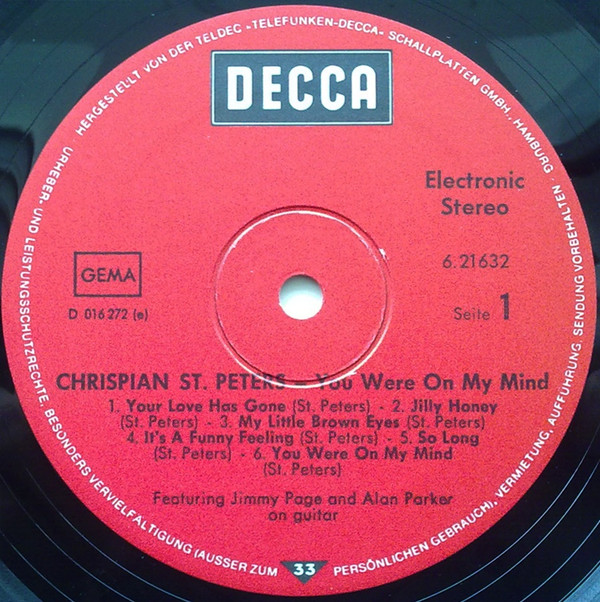 HERGESTELLT VON DER TELDEC »TELEFUNKEN-DECCA« SCHALLPLATTEN GMBH., HAMBURG · URHEBER- UND LEISTUNGSSCHUTZRECHTE, BESONDERS VERVIELFÄLTIGUNG (AUSSER ZUM PERSÖNLICHEN GEBRAUCH), VERMIETUNG, AUFFÜHRUNG, SENDUNG VORBEHALTEN ·
DECCA
Electronic
Stereo
GEMA
6.21632
D 016 272 (e)
Seite 1
CHRISPIAN ST. PETERS – You Were On My Mind
1. Your Love Has Gone (St. Peters) - 2. Jilly Honey
(St. Peters) - 3. My Little Brown Eyes (St. Peters)
4. It's A Funny Feeling (St. Peters) - 5. So Long
(St. Peters) - 6. You Were On My Mind
(St. Peters)
Featuring Jimmy Page and Alan Parker
on guitar
33